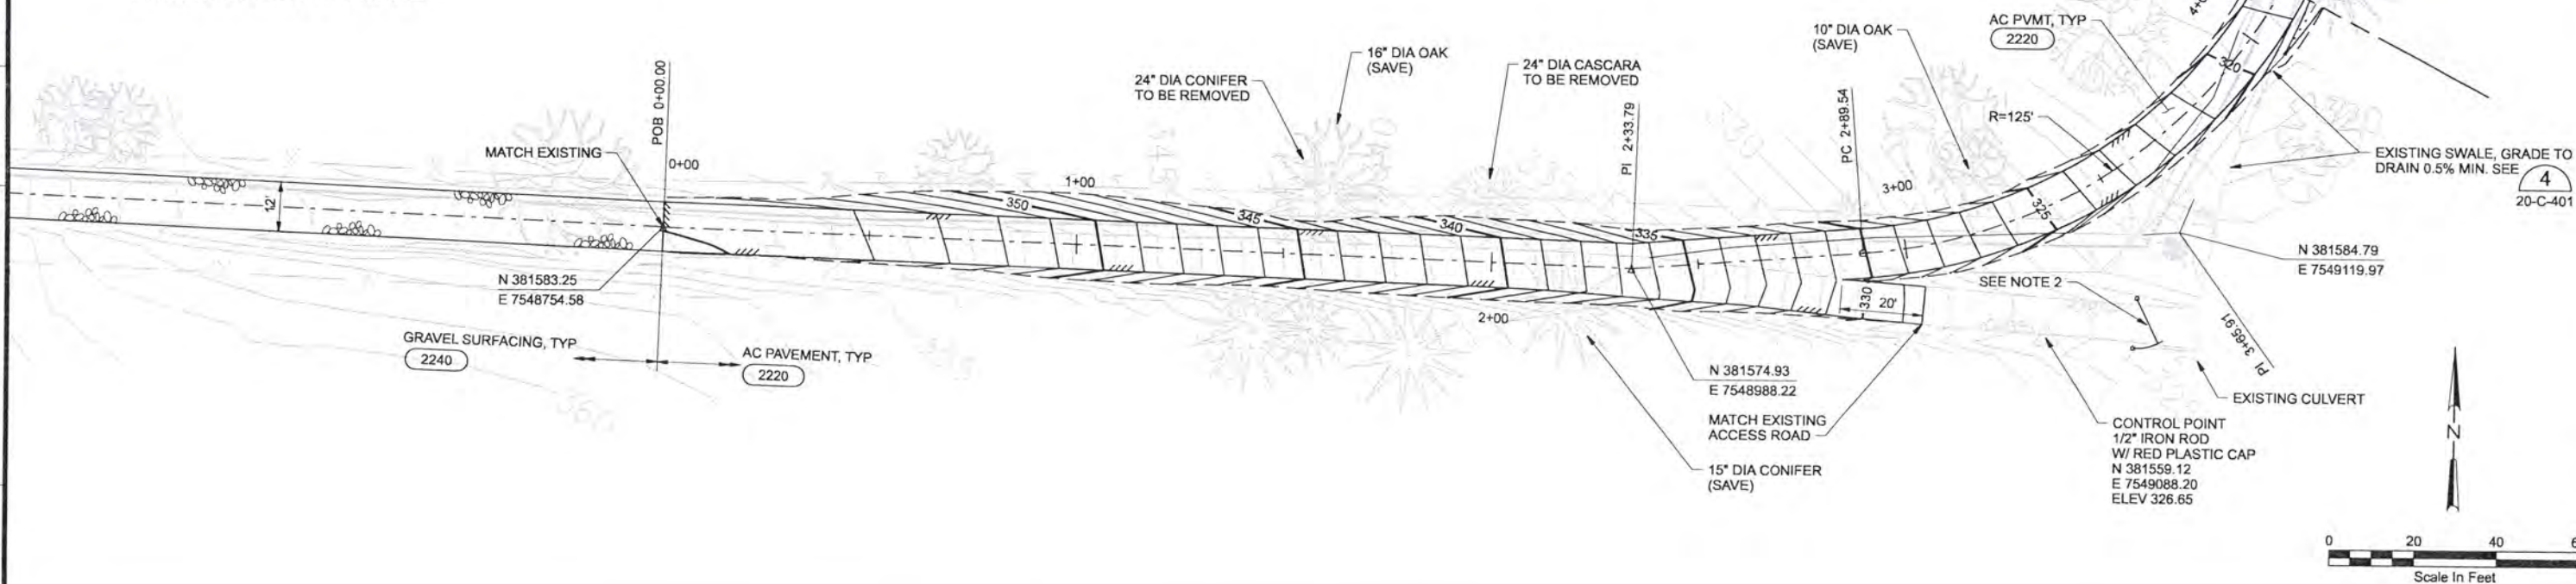 16" DIA OAK
(SAVE)
24" DIA CONIFER
TO BE REMOVED
24" DIA CASCARA
TO BE REMOVED
10" DIA OAK
(SAVE)
AC PVMT, TYP
2220
320
R=125'
EXISTING SWALE, GRADE TO
DRAIN 0.5% MIN. SEE
4
20-C-401
MATCH EXISTING
POB 0+00.00
0+00
1+00
345
PI 2+33.79
330
PC 2+89.54
3+00
320
12'
350
345
340
335
325
N 381583.25
E 7548754.58
GRAVEL SURFACING, TYP
2240
AC PAVEMENT, TYP
2220
360
2+00
330
20'
SEE NOTE 2
N 381584.79
E 7549119.97
PI 3+65.91
N 381574.93
E 7548988.22
MATCH EXISTING
ACCESS ROAD
15" DIA CONIFER
(SAVE)
EXISTING CULVERT
CONTROL POINT
1/2" IRON ROD
W/ RED PLASTIC CAP
N 381559.12
E 7549088.20
ELEV 326.65
N
0 20 40
Scale In Feet